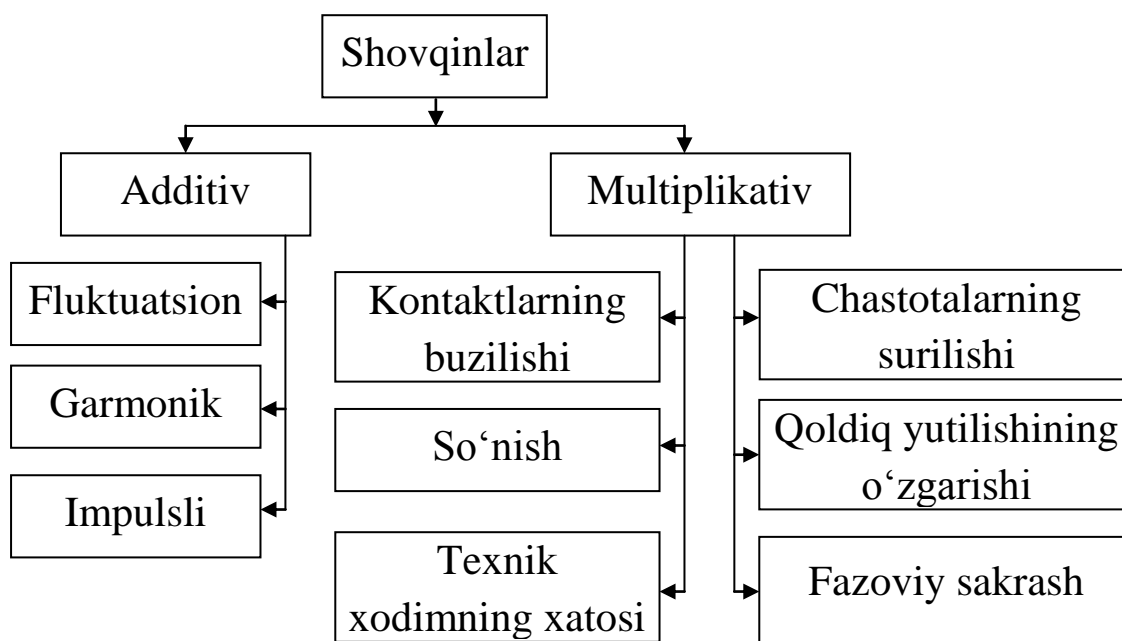 Shovqinlar
Additiv
Multiplikativ
Fluktuatsion
Garmonik
Impulsli
Kontaktlarning
buzilishi
So‘nish
Texnik
xodimning xatosi
Chastotalarning
surilishi
Qoldiq yutilishining
o‘zgarishi
Fazoviy sakrash